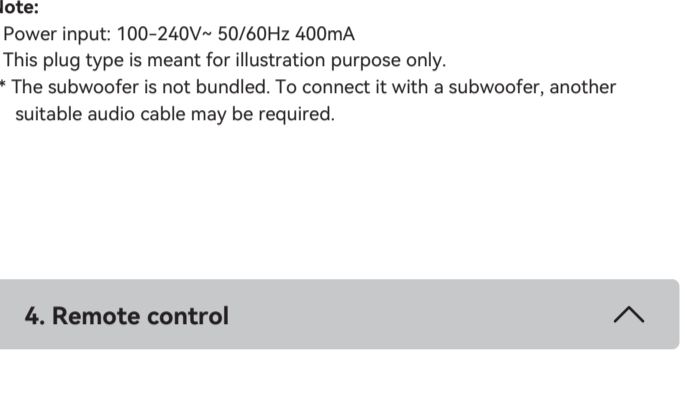 Note:
Power input: 100-240V~ 50/60Hz 400mA
This plug type is meant for illustration purpose only.
* The subwoofer is not bundled. To connect it with a subwoofer, another
suitable audio cable may be required.
4. Remote control